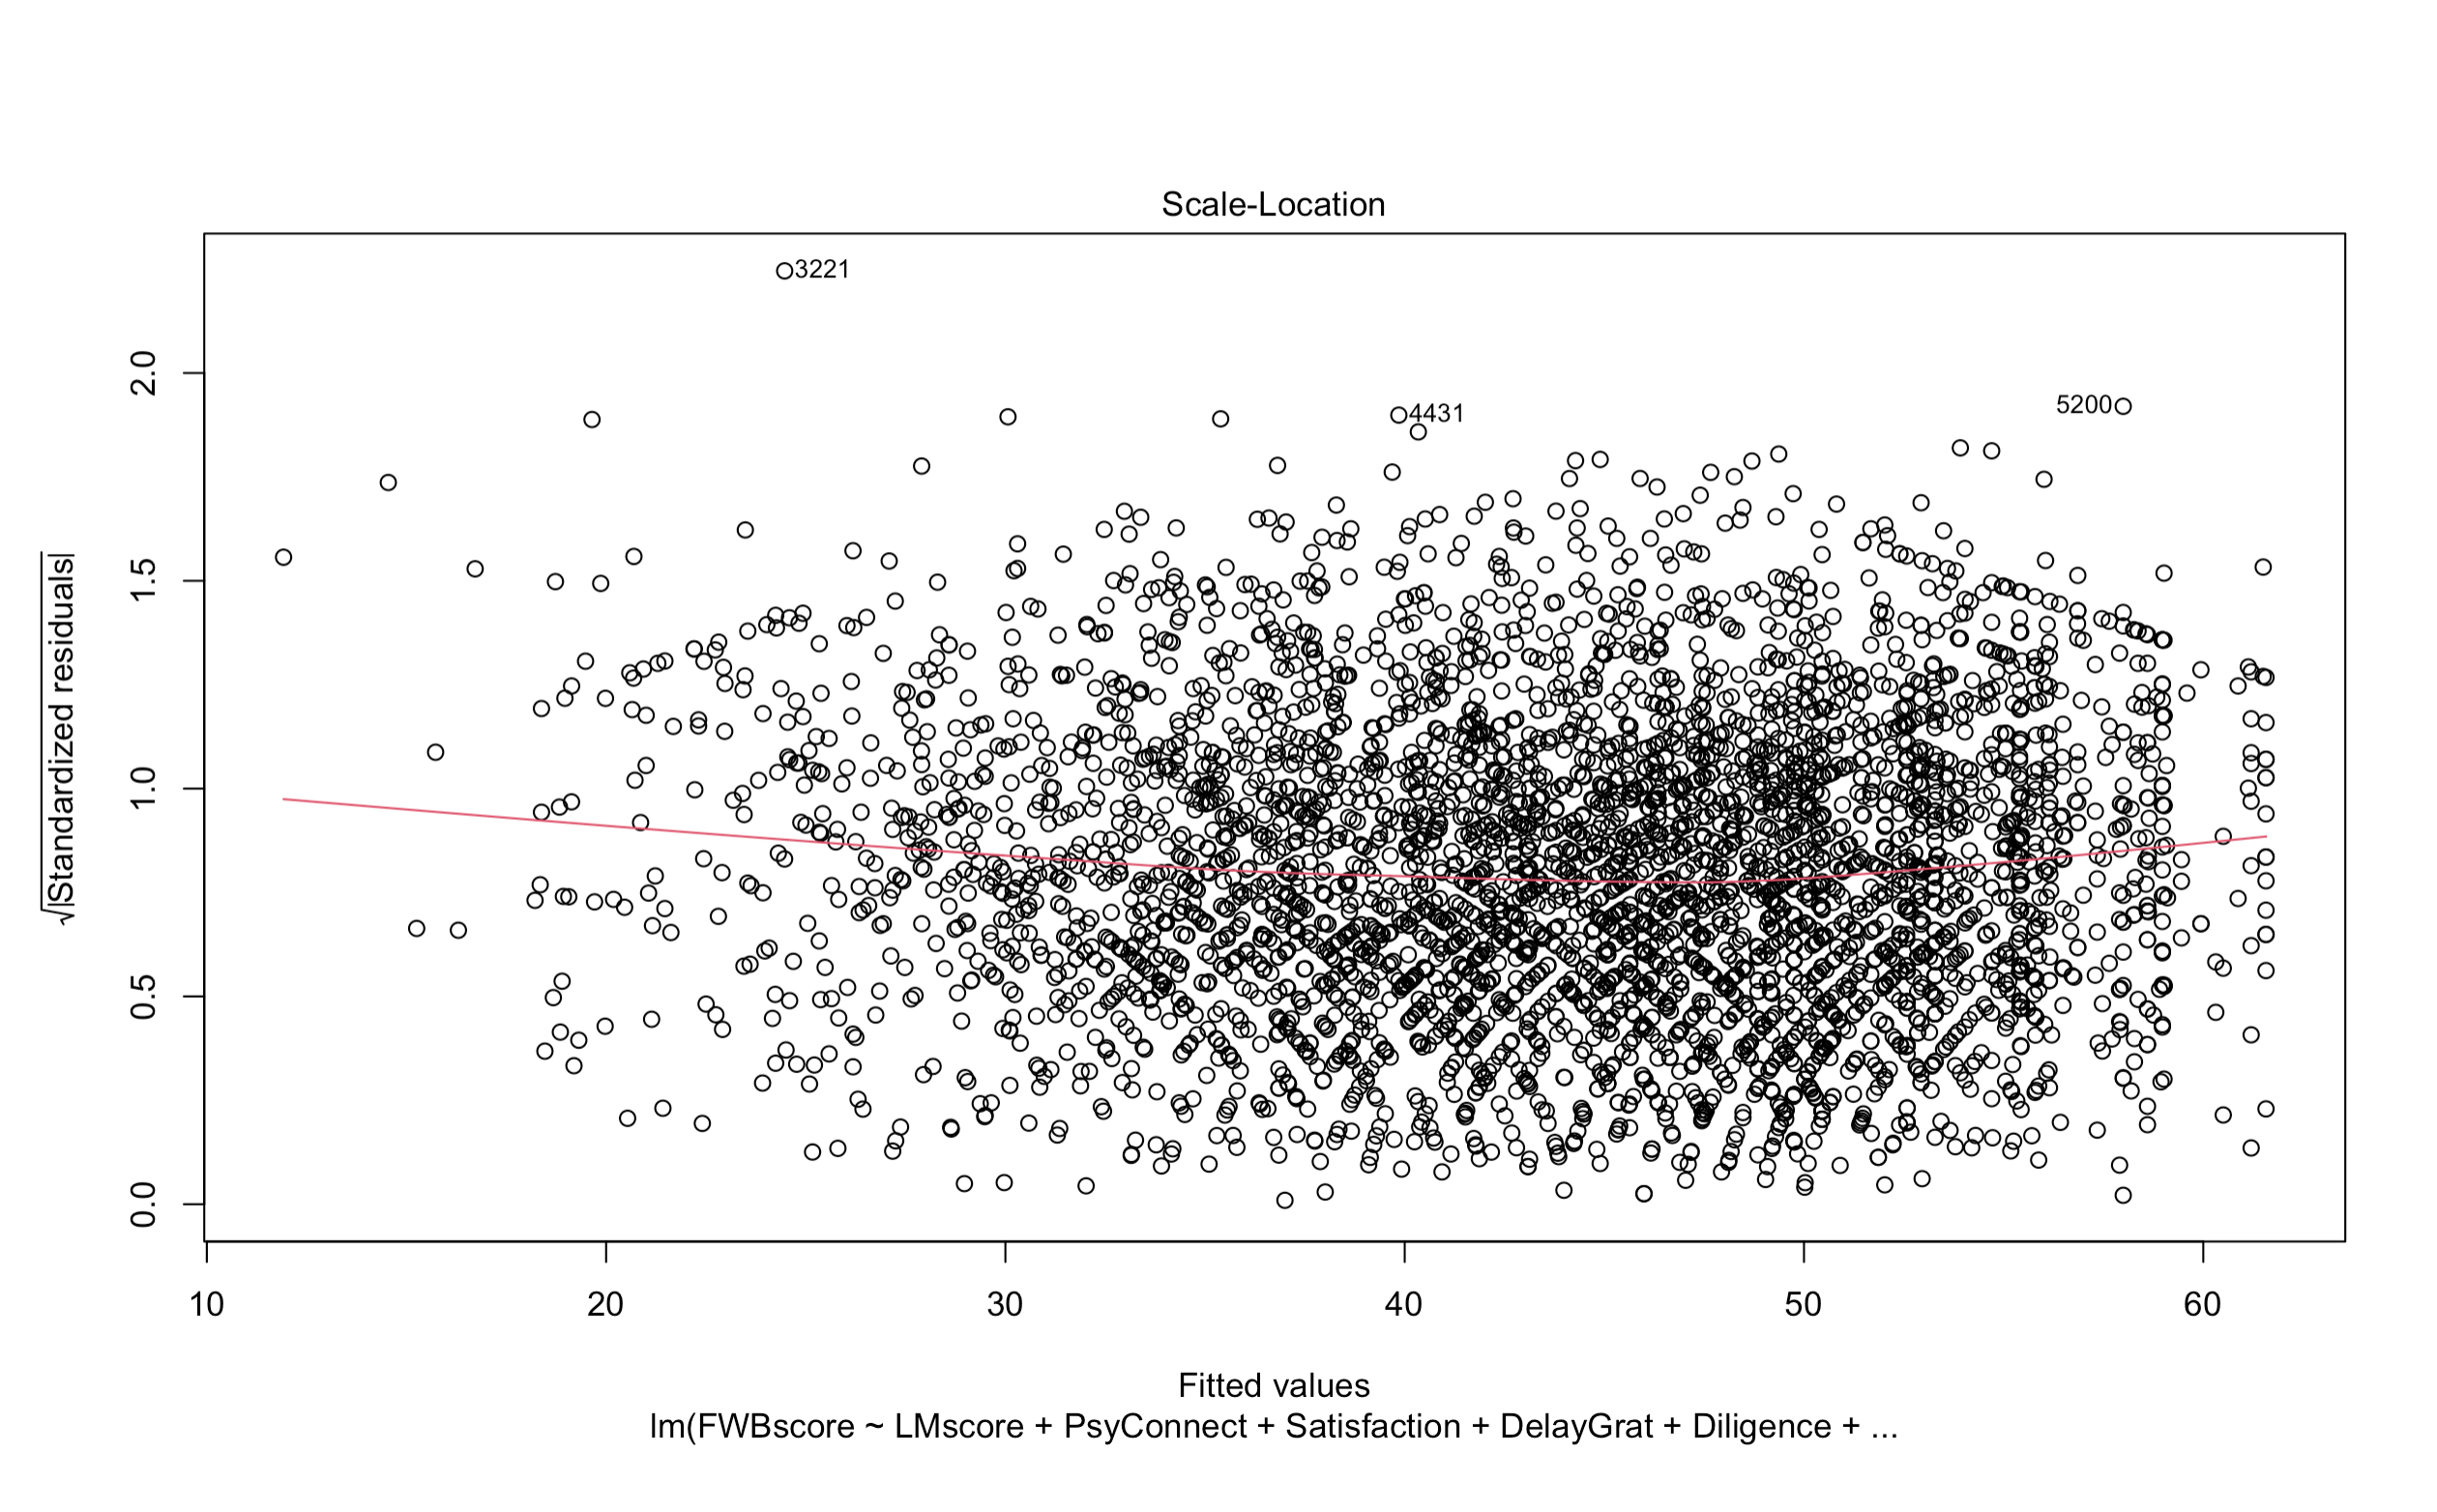 Scale-Location
3221
4431
5200
2.0
1.5
1.0
0.5
0.0
√|Standardized residuals|
10 20 30 40 50 60
Fitted values
lm(FWBscore ~ LMscore + PsyConnect + Satisfaction + DelayGrat + Diligence + ...